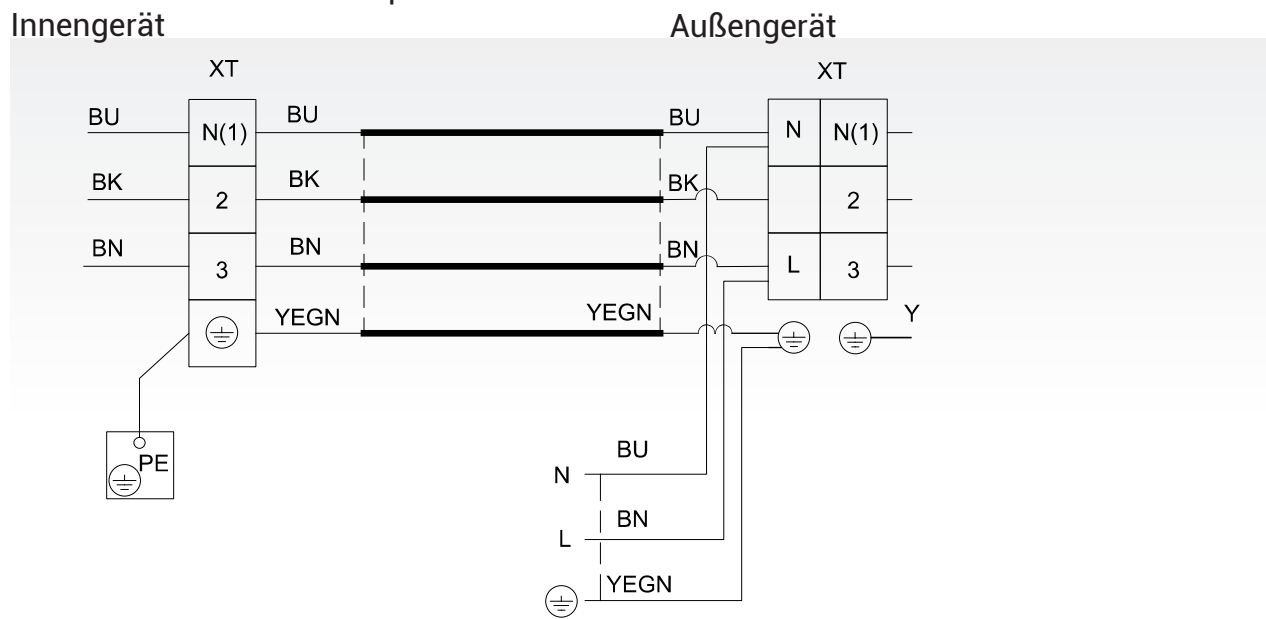 Innengerät
Außengerät
XT
XT
BU
N(1)
BU
BU
N
N(1)
BK
2
BK
BK
2
BN
3
BN
BN
L
3
YEGN
YEGN
Y
PE
N
BU
L
BN
YEGN